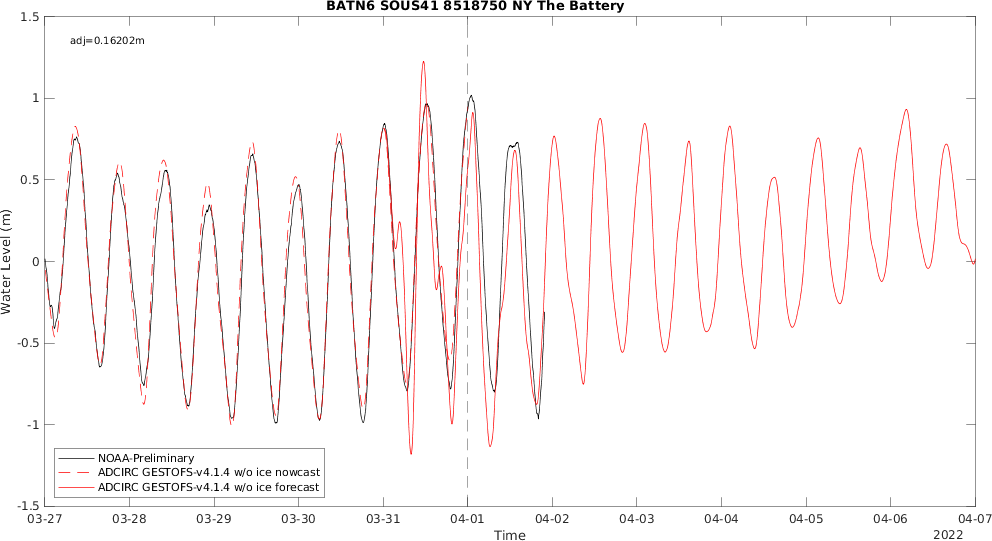 BATN6 SOUS41 8518750 NY The Battery
adj=0.16202m
Water Level (m)
1.5
1
0.5
0
-0.5
-1
-1.5
NOAA-Preliminary
ADCIRC GESTOFS-v4.1.4 w/o ice nowcast
ADCIRC GESTOFS-v4.1.4 w/o ice forecast
03-27 03-28 03-29 03-30 03-31 04-01 04-02 04-03 04-04 04-05 04-06 04-07
Time
2022